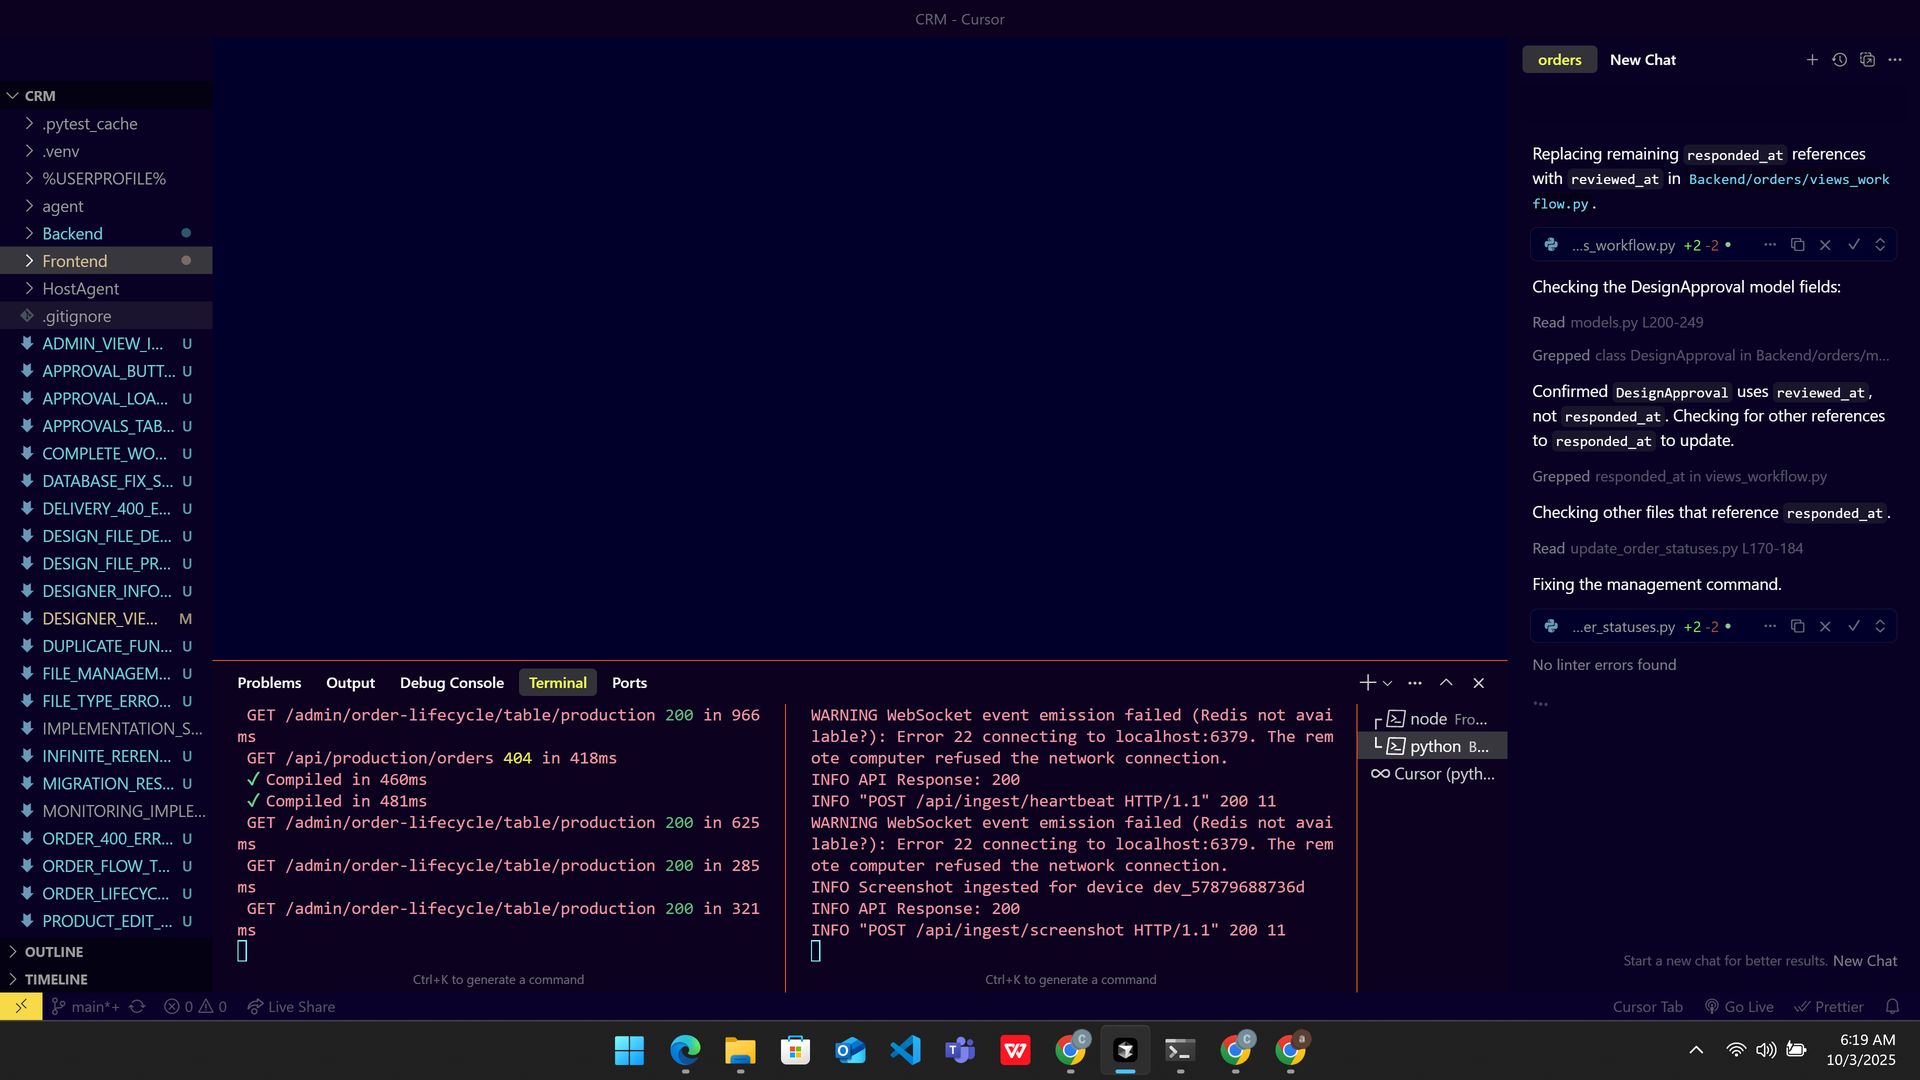 CRM - Cursor
CRM
.pytest_cache
.venv
%USERPROFILE%
agent
Backend
Frontend
HostAgent
.gitignore
ADMIN_VIEW_I... U
APPROVAL_BUTT... U
APPROVAL_LOA... U
APPROVALS_TAB... U
COMPLETE_WO... U
DATABASE_FIX_S... U
DELIVERY_400_E... U
DESIGN_FILE_DE... U
DESIGN_FILE_PR... U
DESIGNER_INFO... U
DESIGNER_VIE... M
DUPLICATE_FUN... U
FILE_MANAGEM... U
FILE_TYPE_ERRO... U
IMPLEMENTATION_S...
INFINITE_REREN... U
MIGRATION_RES... U
MONITORING_IMPLE...
ORDER_400_ERR... U
ORDER_FLOW_T... U
ORDER_LIFECYC... U
PRODUCT_EDIT_... U
OUTLINE
TIMELINE
Problems Output Debug Console Terminal Ports
GET /admin/order-lifecycle/table/production 200 in 966
ms
GET /api/production/orders 404 in 418ms
✓ Compiled in 460ms
✓ Compiled in 481ms
GET /admin/order-lifecycle/table/production 200 in 625
ms
GET /admin/order-lifecycle/table/production 200 in 285
ms
GET /admin/order-lifecycle/table/production 200 in 321
ms
Ctrl+K to generate a command
WARNING WebSocket event emission failed (Redis not avai
lable?): Error 22 connecting to localhost:6379. The rem
ote computer refused the network connection.
INFO API Response: 200
INFO "POST /api/ingest/heartbeat HTTP/1.1" 200 11
WARNING WebSocket event emission failed (Redis not avai
lable?): Error 22 connecting to localhost:6379. The rem
ote computer refused the network connection.
INFO Screenshot ingested for device dev_57879688736d
INFO API Response: 200
INFO "POST /api/ingest/screenshot HTTP/1.1" 200 11
Ctrl+K to generate a command
node Fro...
python B...
Cursor (pyth...
orders New Chat
Replacing remaining responded_at references
with reviewed_at in Backend/orders/views_work
flow.py.
...s_workflow.py +2 -2
Checking the DesignApproval model fields:
Read models.py L200-249
Grepped class DesignApproval in Backend/orders/m...
Confirmed DesignApproval uses reviewed_at,
not responded_at. Checking for other references
to responded_at to update.
Grepped responded_at in views_workflow.py
Checking other files that reference responded_at.
Read update_order_statuses.py L170-184
Fixing the management command.
...er_statuses.py +2 -2
No linter errors found
Start a new chat for better results. New Chat
main*+ 0 0 Live Share
Cursor Tab Go Live Prettier
6:19 AM
10/3/2025